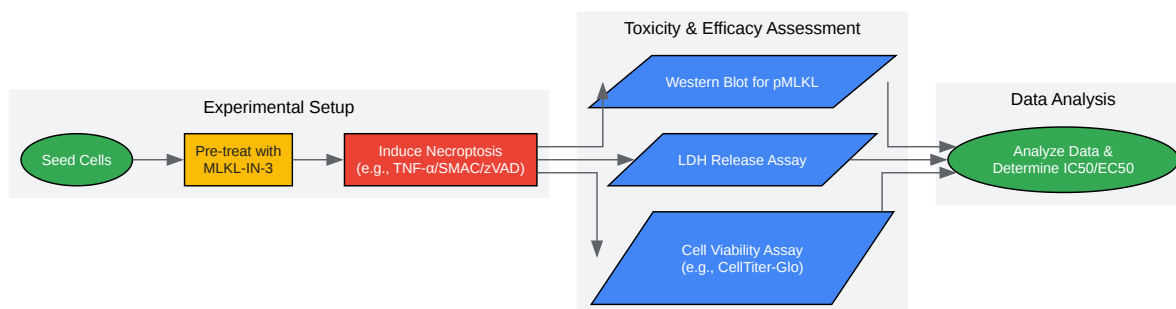 Experimental Setup
Seed Cells
Pre-treat with
MLKL-IN-3
Induce Necroptosis
(e.g., TNF-α/SMAC/zVAD)
Toxicity & Efficacy Assessment
Western Blot for pMLKL
LDH Release Assay
Cell Viability Assay
(e.g., CellTiter-Glo)
Data Analysis
Analyze Data &
Determine IC50/EC50